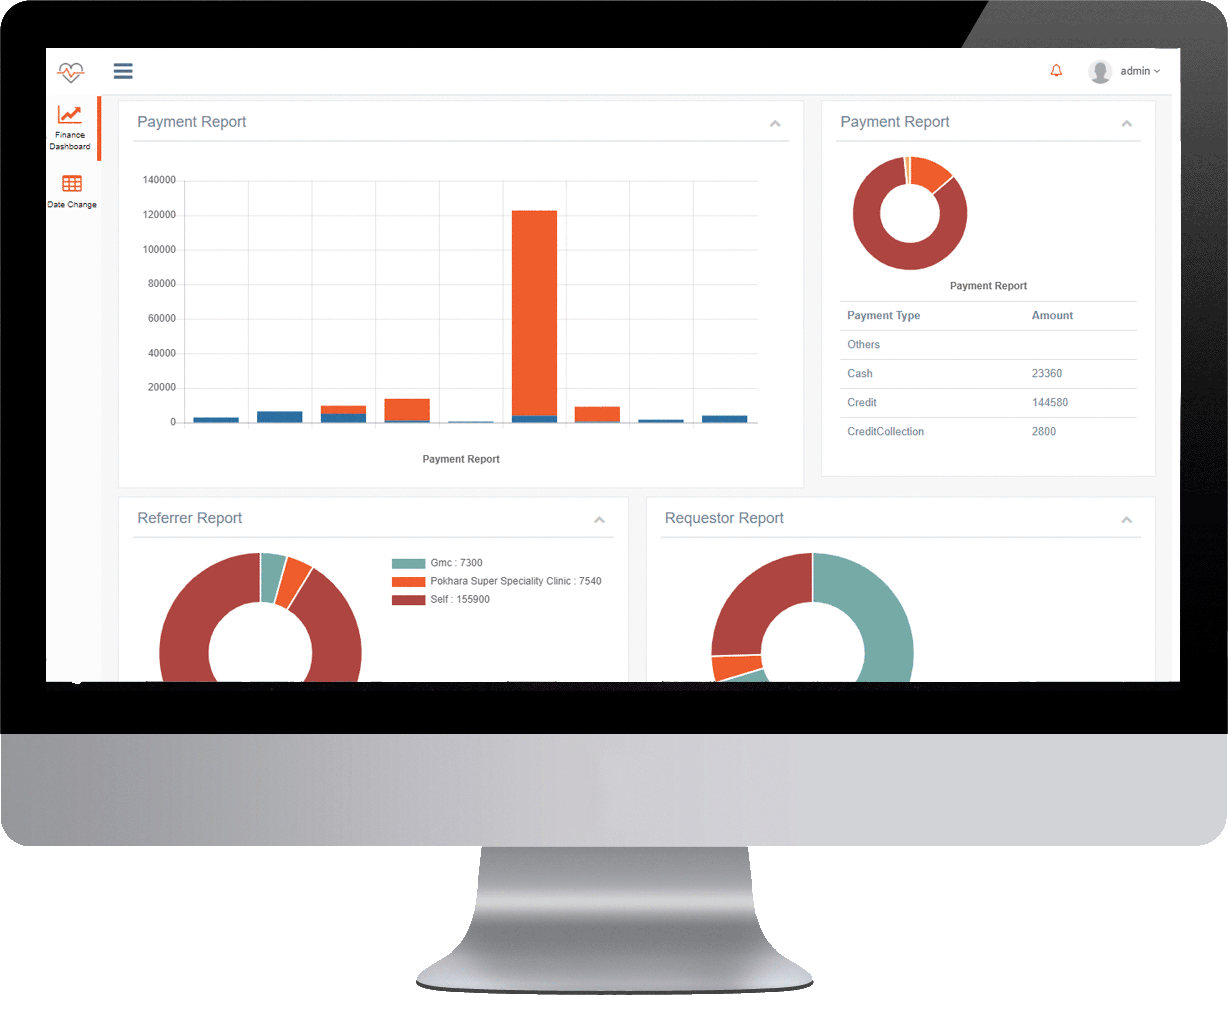 admin
Finance
Dashboard
Date Change
Payment Report
140000
120000
100000
80000
60000
40000
20000
0
Payment Report
Payment Report
Payment Report
Payment Type Amount
Others
Cash 23360
Credit 144580
CreditCollection 2800
Referrer Report
Gmc : 7300
Pokhara Super Speciality Clinic : 7540
Self : 155900
Requestor Report